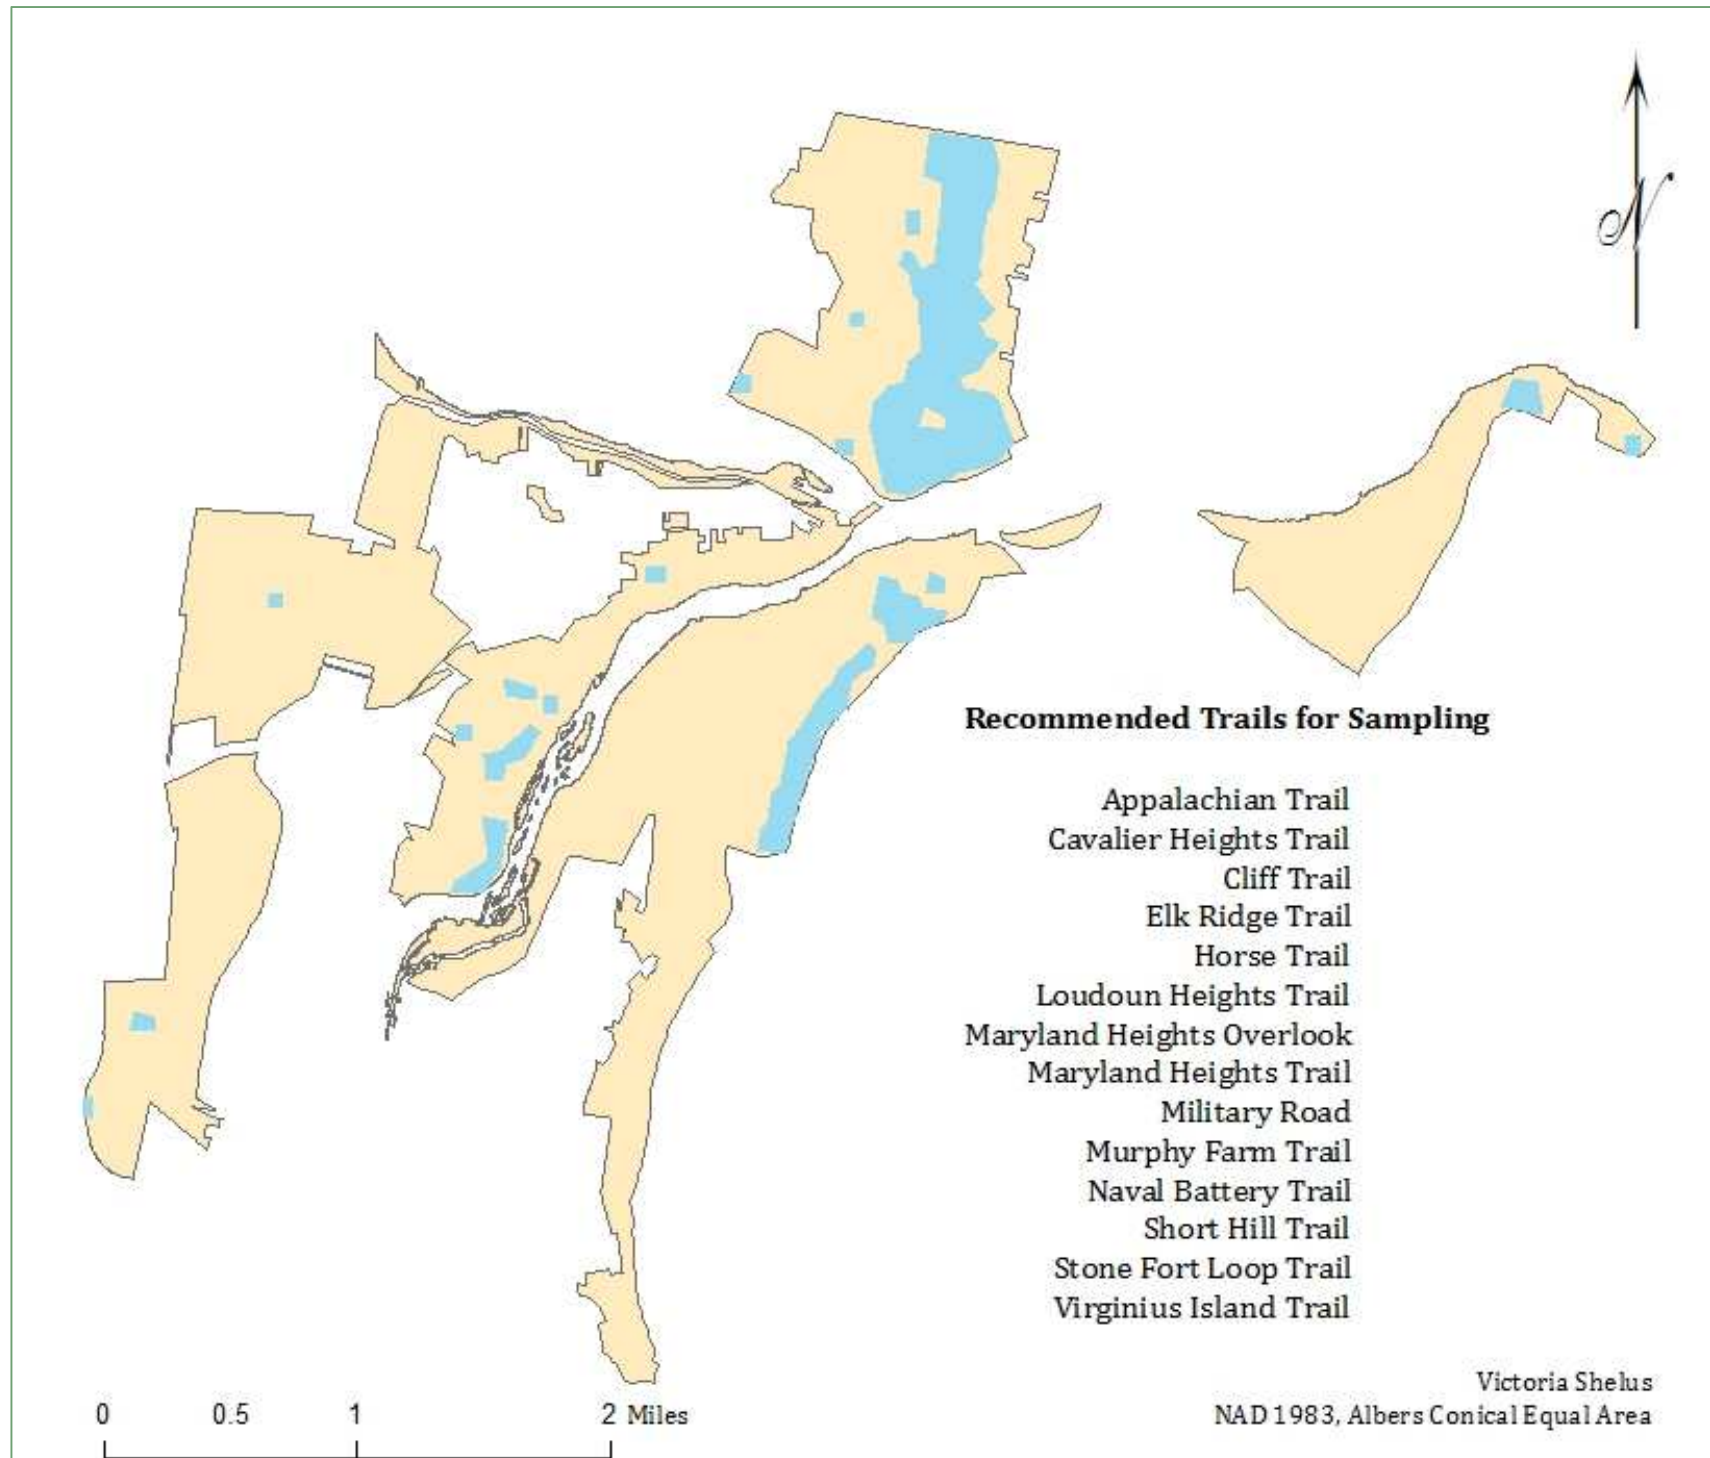 N
Recommended Trails for Sampling
Appalachian Trail
Cavalier Heights Trail
Cliff Trail
Elk Ridge Trail
Horse Trail
Loudoun Heights Trail
Maryland Heights Overlook
Maryland Heights Trail
Military Road
Murphy Farm Trail
Naval Battery Trail
Short Hill Trail
Stone Fort Loop Trail
Virginius Island Trail
Victoria Shelus
NAD 1983, Albers Conical Equal Area
0 0.5 1 2 Miles